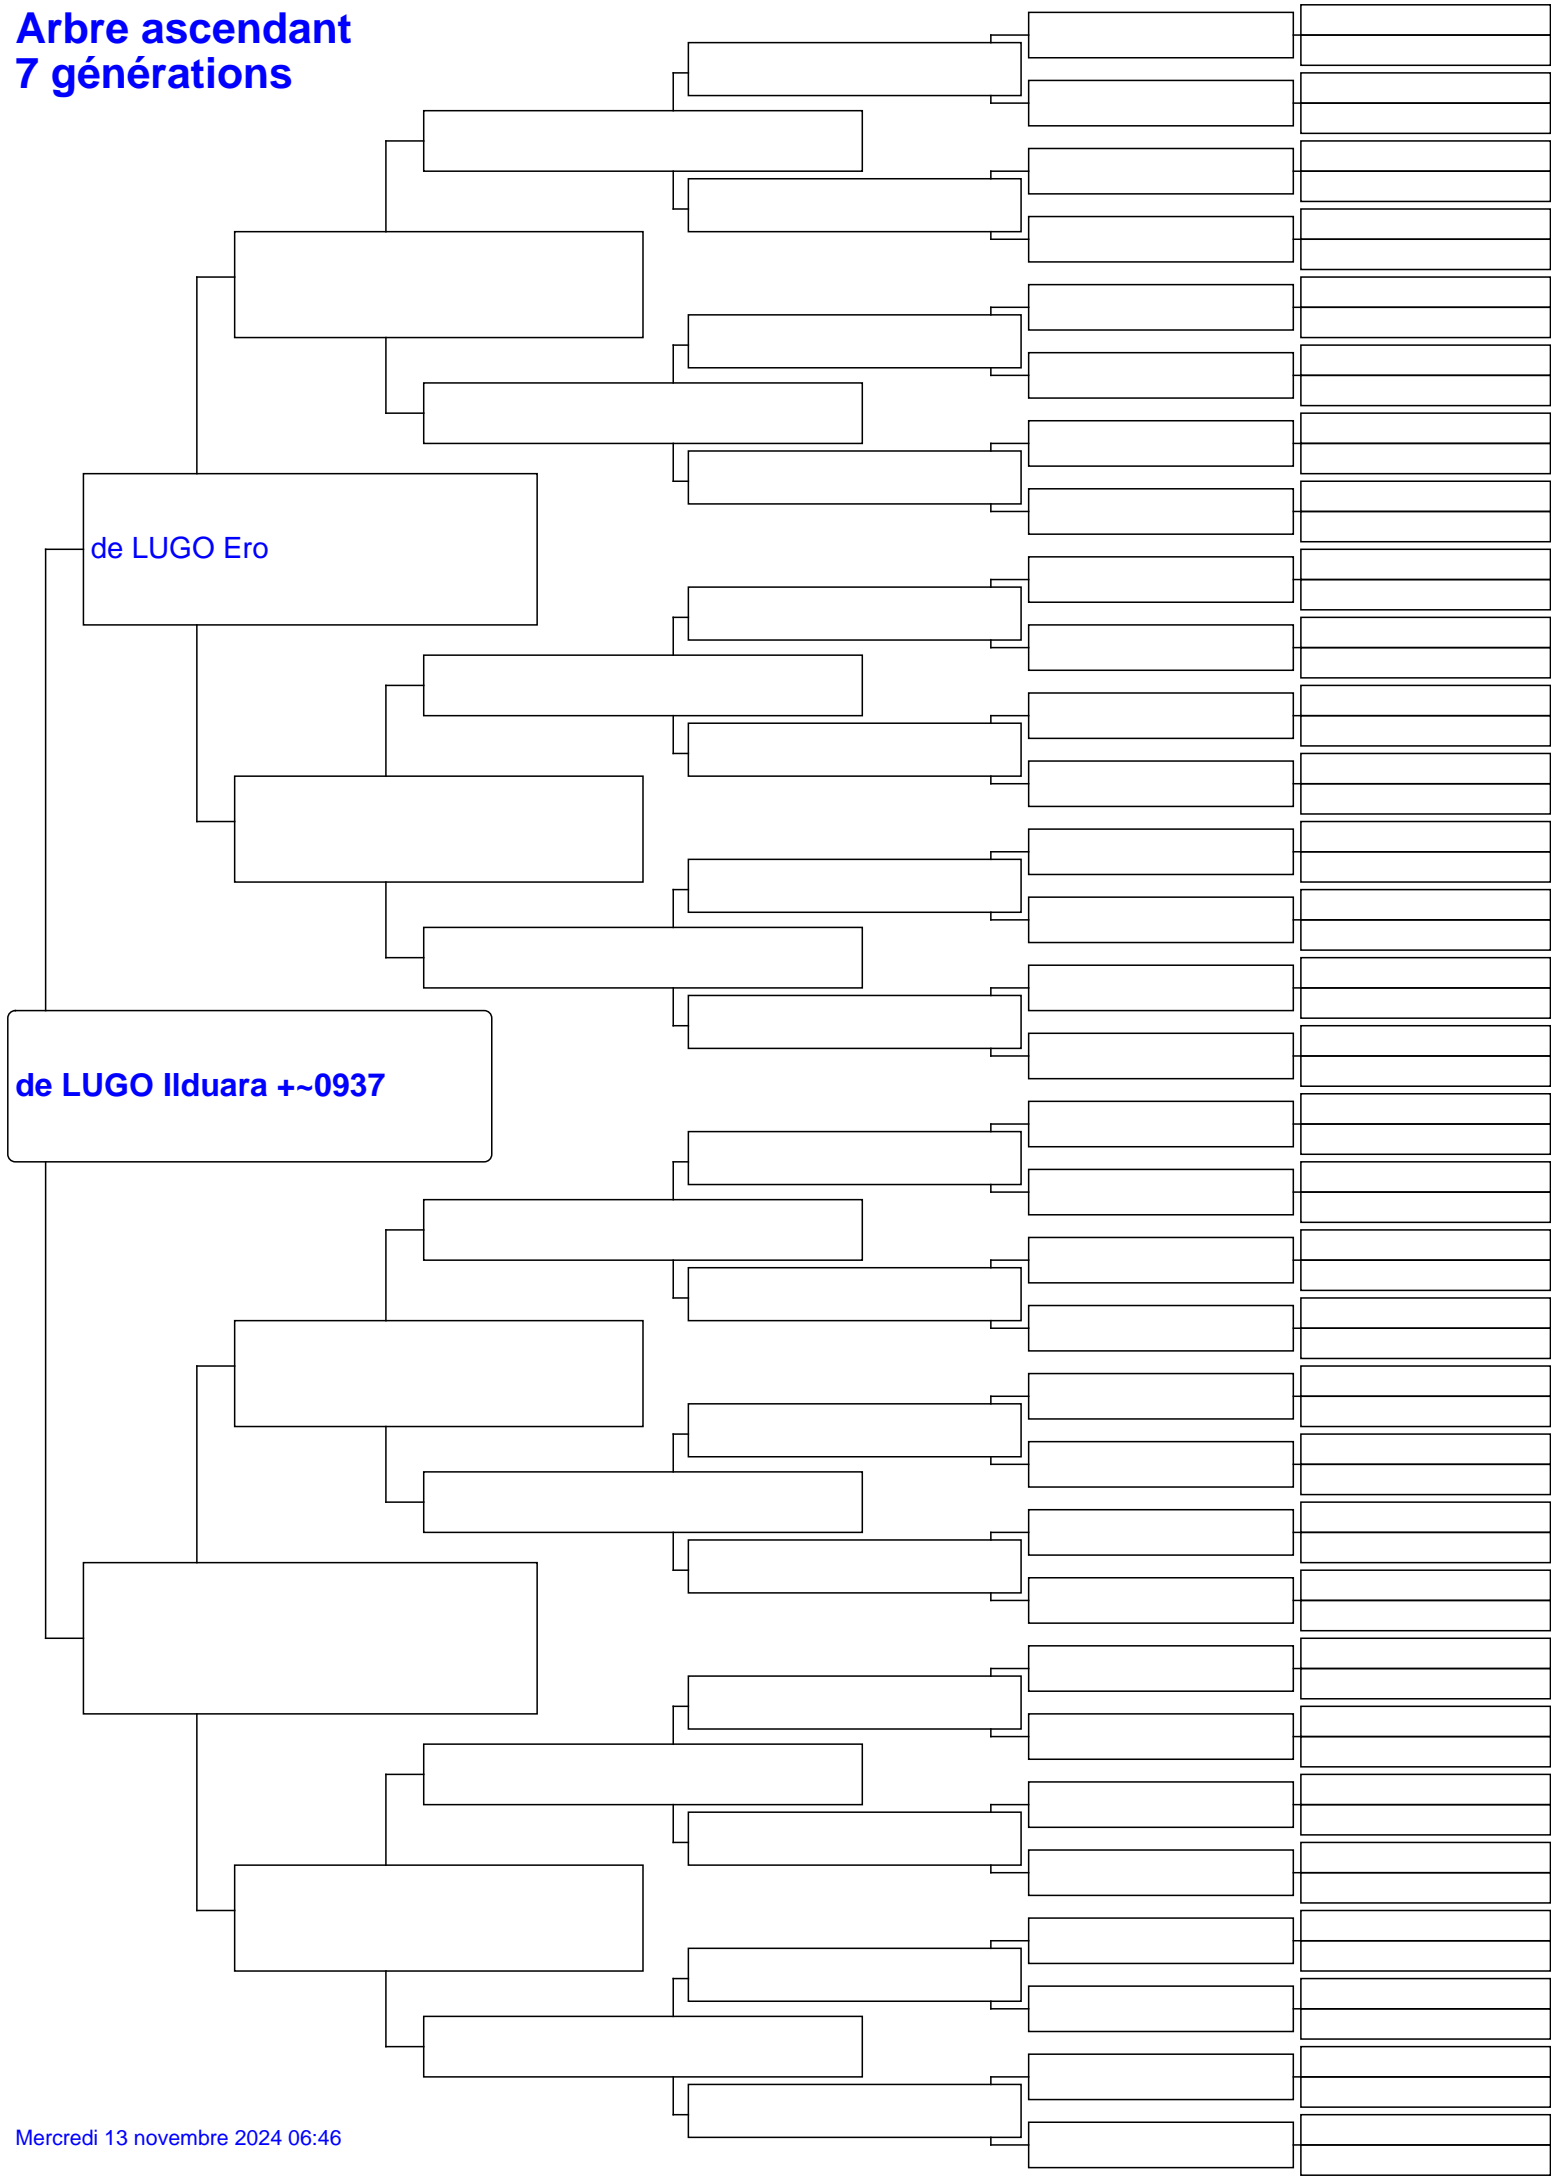 Arbre ascendant
7 générations
de LUGO Ero
de LUGO Ilduara +~0937
Mercredi 13 novembre 2024 06:46